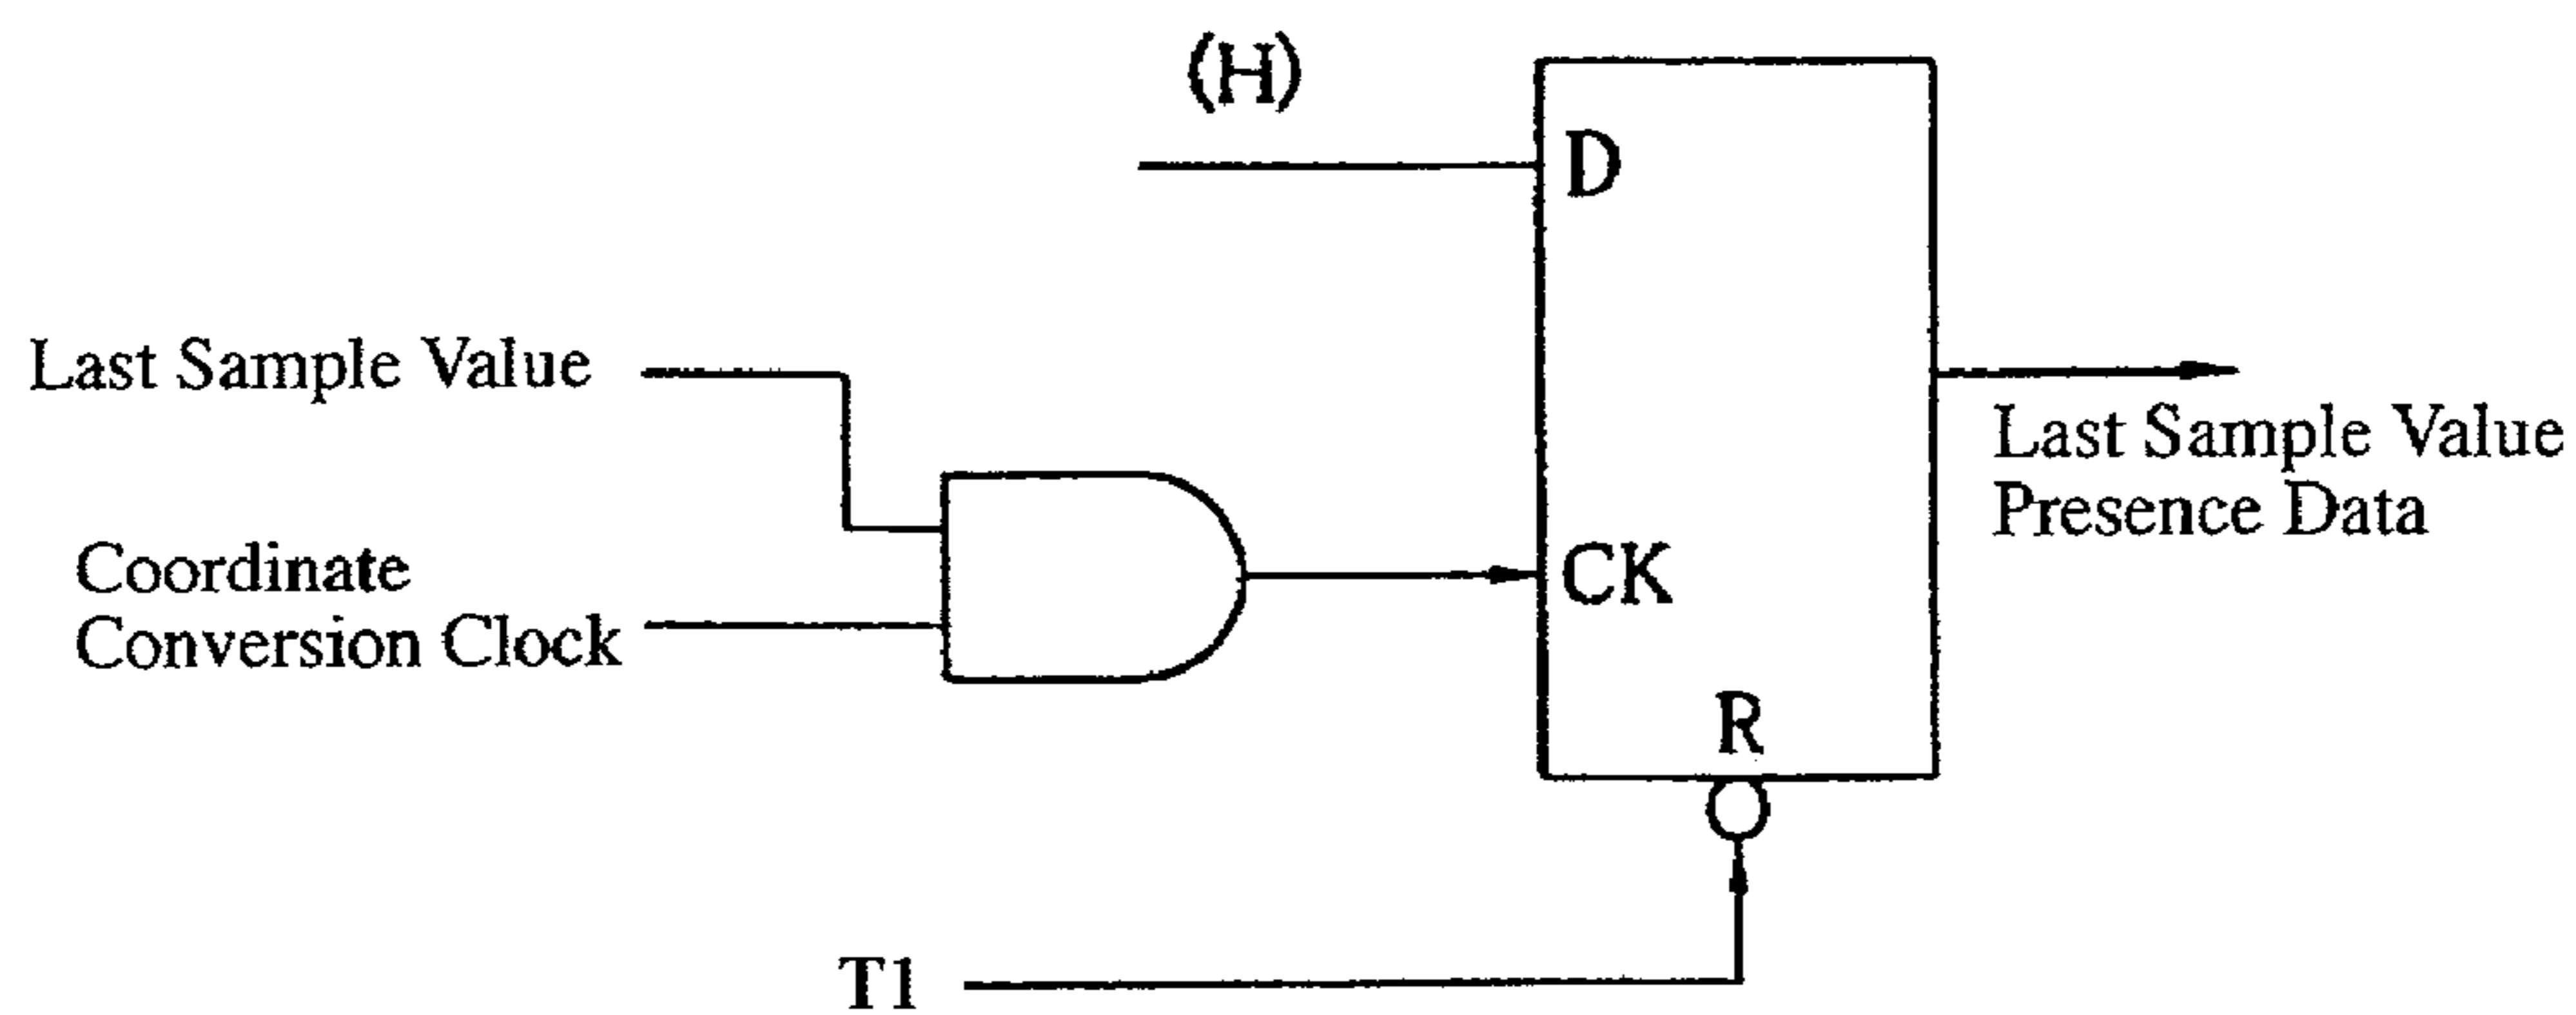 (H)
D
Last Sample Value
Last Sample Value
Presence Data
Coordinate
Conversion Clock
CK
R
T1